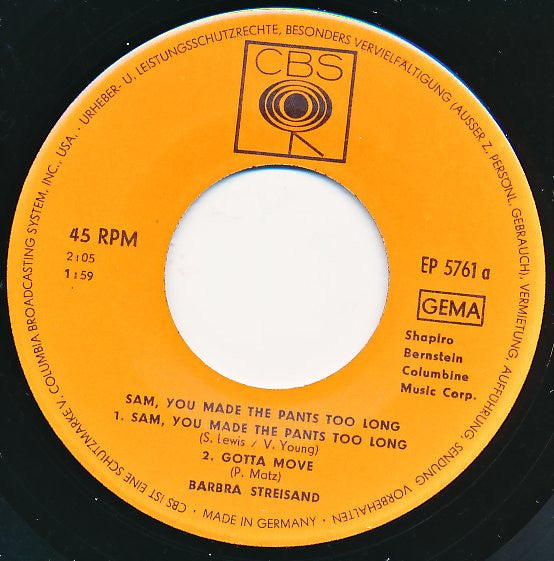 URHEBER- U. LEISTUNGSSCHUTZRECHTE, BESONDERS VERVIELFÄLTIGUNG (AUSSER Z. PERSÖNL. GEBRAUCH), VERMIETUNG, AUFFÜHRUNG, SENDUNG VORBEHALTEN
CBS
45 RPM
2:05
1:59
EP 5761 a
GEMA
Shapiro
Bernstein
Columbine
Music Corp.
SAM, YOU MADE THE PANTS TOO LONG
1. SAM, YOU MADE THE PANTS TOO LONG
(S. Lewis / V. Young)
2. GOTTA MOVE
(P. Matz)
BARBRA STREISAND
CBS IST EINE SCHUTZMARKE V. COLUMBIA BROADCASTING SYSTEM, INC., USA. ·
· MADE IN GERMANY ·